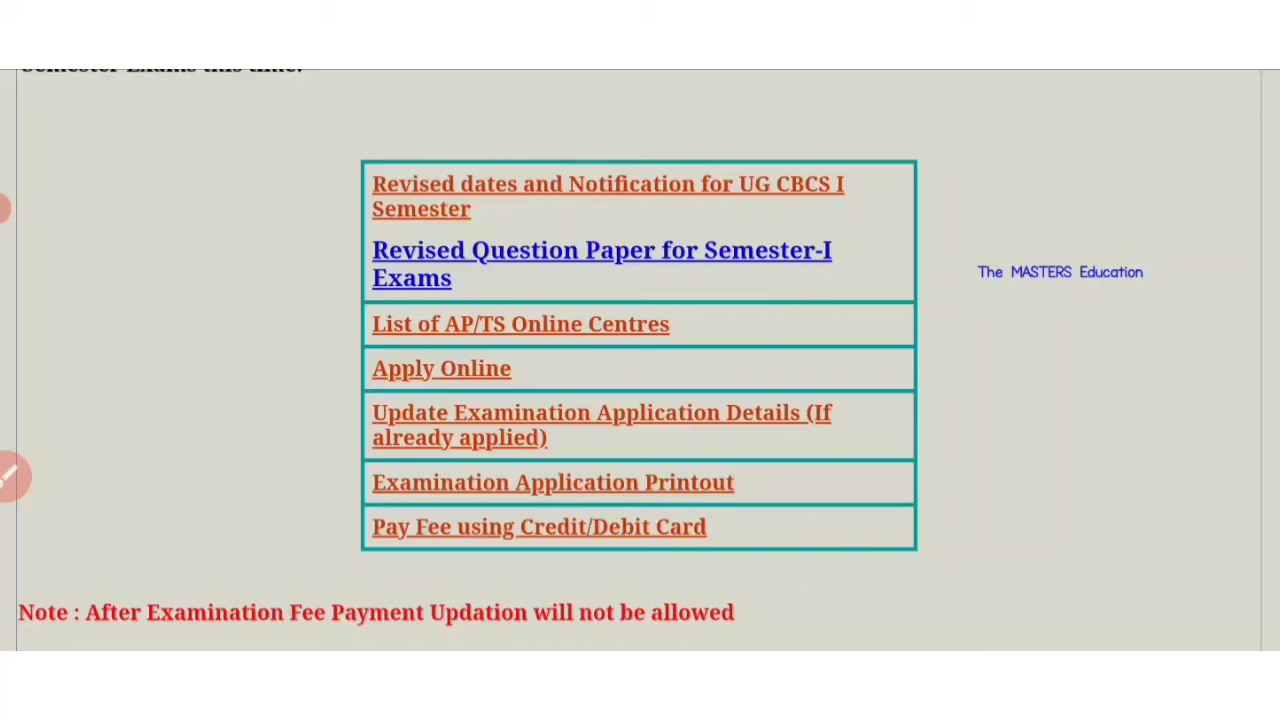 Revised dates and Notification for UG CBCS I
Semester
Revised Question Paper for Semester-I
Exams
The MASTERS Education
List of AP/TS Online Centres
Apply Online
Update Examination Application Details (If
already applied)
Examination Application Printout
Pay Fee using Credit/Debit Card
Note : After Examination Fee Payment Updation will not be allowed